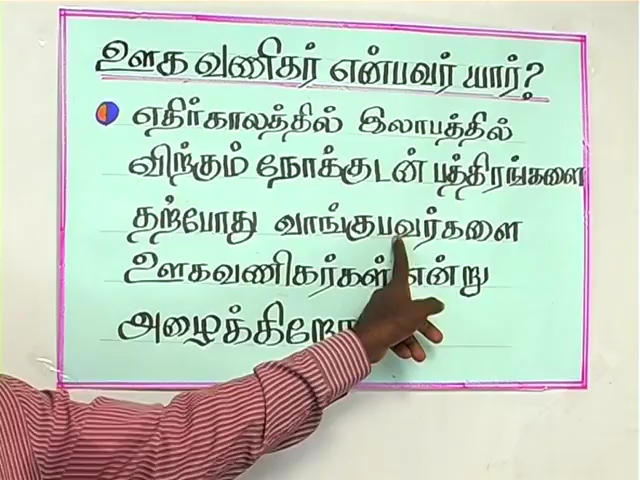 ஊக வணிகர் என்பவர் யார்?
எதிர்காலத்தில் இலாபத்தில்
விற்கும் நோக்குடன் பத்திரங்களை
தற்போது வாங்குபவர்களை
ஊகவணிகர்கள் என்று